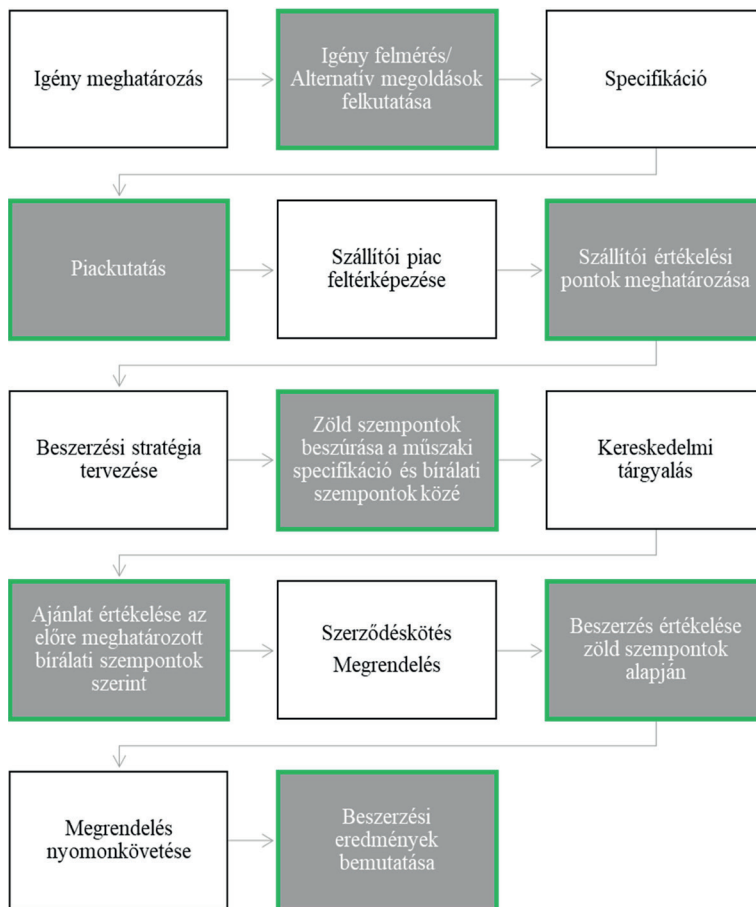 Igény meghatározás
Igény felmérés/
Alternatív megoldások
felkutatása
Specifikáció
Piackutatás
Szállítói piac
feltérképezése
Szállítói értékelési
pontok meghatározása
Beszerzési stratégia
tervezése
Zöld szempontok
beszúrása a műszaki
specifikáció és bírálati
szempontok közé
Kereskedelmi
tárgyalás
Ajánlat értékelése az
előre meghatározott
bírálati szempontok
szerint
Szerződéskötés
Megrendelés
Beszerzés értékelése
zöld szempontok
alapján
Megrendelés
nyomonkövetése
Beszerzési
eredmények
bemutatása